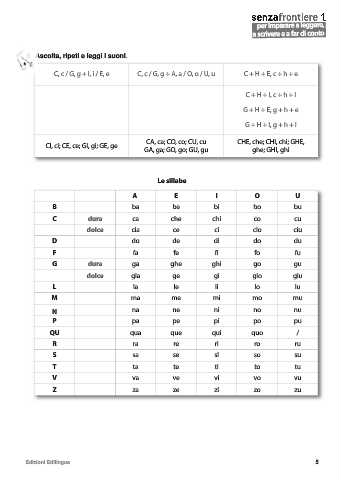 senzafrontiere 1
per imparare a leggere,
a scrivere e a far di conto
Ascolta, ripeti e leggi i suoni.
C, c / G, g + I, i / E, e C, c / G, g + A, a / O, o / U, u C + H + E, c + h + e
C + H + I, c + h + i
G + H + E, g + h + e
G + H + I, g + h + i
CI, ci; CE, ce; GI, gi; GE, ge CA, ca; CO, co; CU, cu CHE, che; CHI, chi; GHE,
GA, ga; GO, go; GU, gu ghe; GHI, ghi
Le sillabe
A E I O U
B ba be bi bo bu
C dura ca che chi co cu
dolce cia ce ci cio ciu
D da de di do du
F fa fe fi fo fu
G dura ga ghe ghi go gu
dolce gia ge gi gio giu
L la le li lo lu
M ma me mi mo mu
N na ne ni no nu
P pa pe pi po pu
QU qua que qui quo /
R ra re ri ro ru
S sa se si so su
T ta te ti to tu
V va ve vi vo vu
Z za ze zi zo zu
Edizioni Edilingua 5